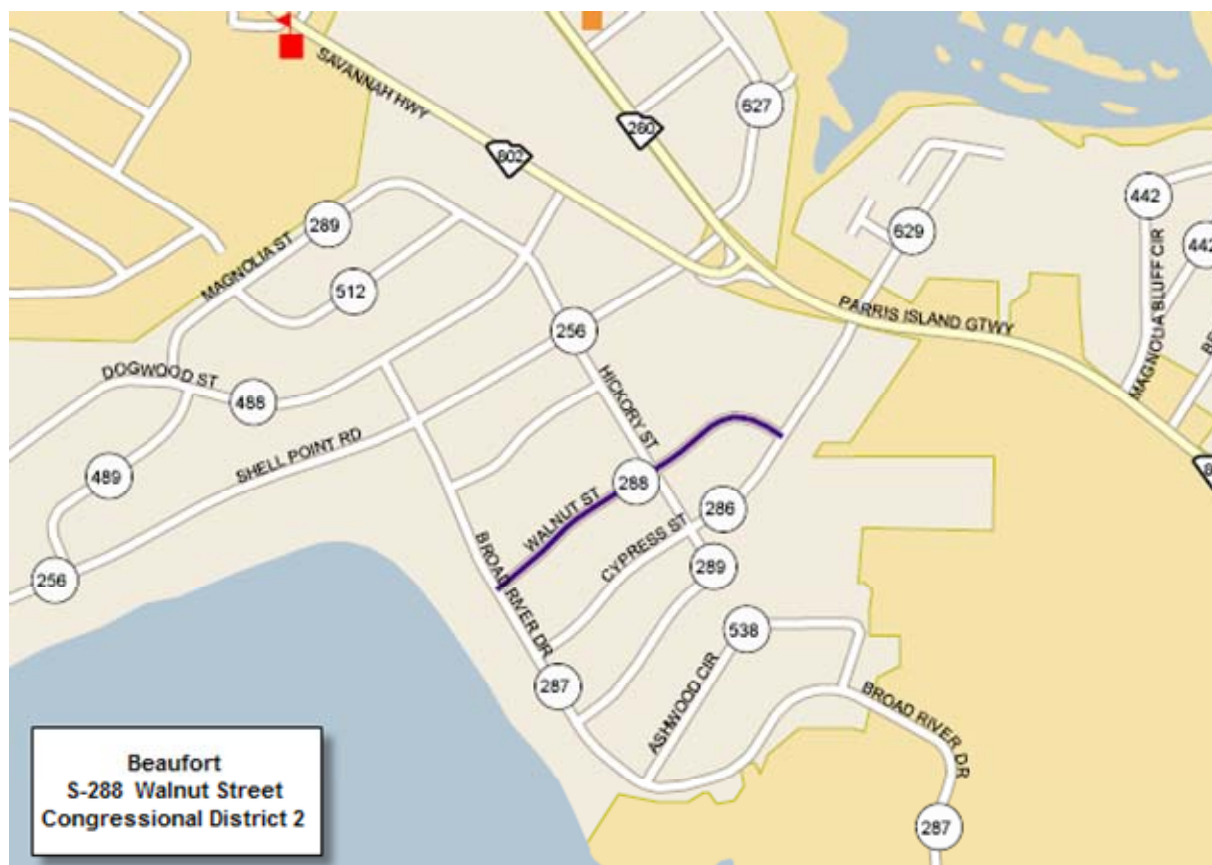 SAVANNAH HWY
802
280
627
442
442
629
MAGNOLIA BLUFF CIR
289
MAGNOLIA ST
512
PARRIS ISLAND GTWY
256
DOGWOOD ST
488
HICKORY ST
SHELL POINT RD
489
288
WALNUT ST
286
CYPRESS ST
256
BROAD RIVER DR
289
538
287
ASHWOOD CIR
BROAD RIVER DR
287
Beaufort
S-288 Walnut Street
Congressional District 2